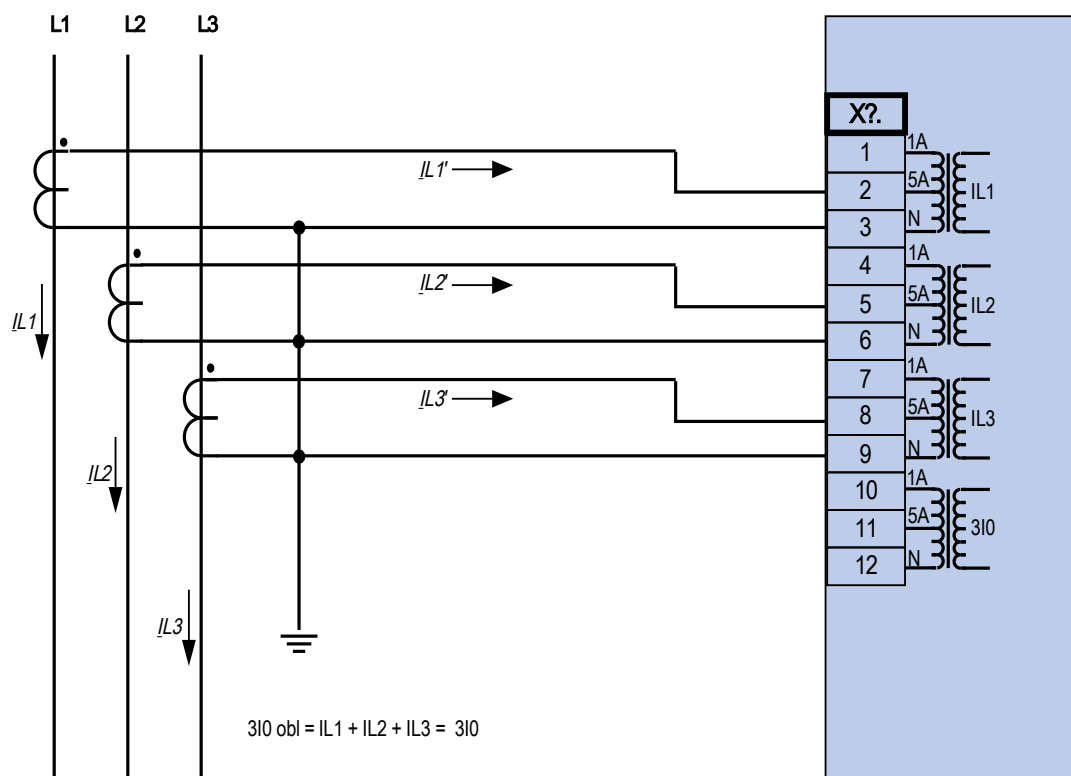 L1 L2 L3
X?.
1 1A
2 5A IL1
3 N
4 1A
5 5A IL2
6 N
7 1A
8 5A IL3
9 N
10 1A
11 5A 3I0
12 N
IL1'
IL2'
IL3'
IL1
IL2
IL3
3I0 obl = IL1 + IL2 + IL3 = 3I0